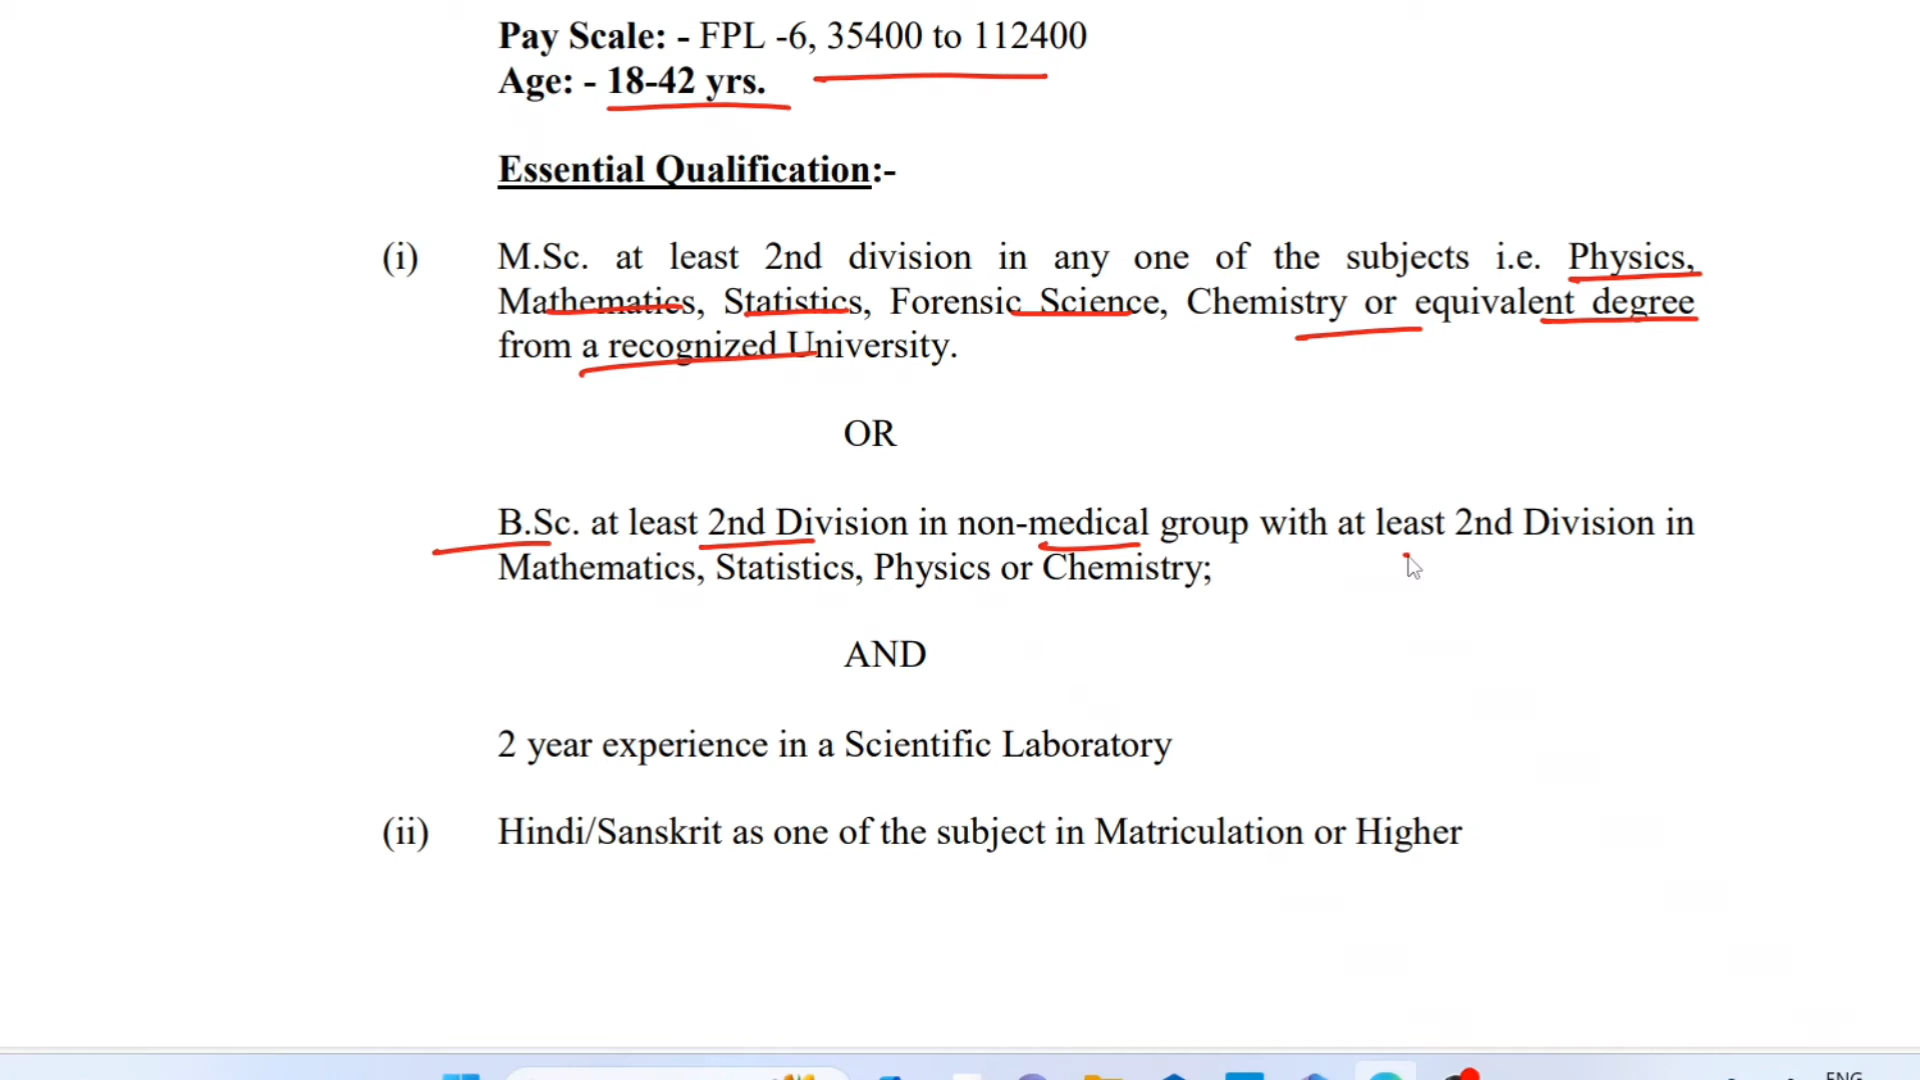 Pay Scale: - FPL -6, 35400 to 112400
Age: - 18-42 yrs.
Essential Qualification:-
(i) M.Sc. at least 2nd division in any one of the subjects i.e. Physics,
Mathematics, Statistics, Forensic Science, Chemistry or equivalent degree
from a recognized University.
OR
B.Sc. at least 2nd Division in non-medical group with at least 2nd Division in
Mathematics, Statistics, Physics or Chemistry;
AND
2 year experience in a Scientific Laboratory
(ii) Hindi/Sanskrit as one of the subject in Matriculation or Higher
ENG